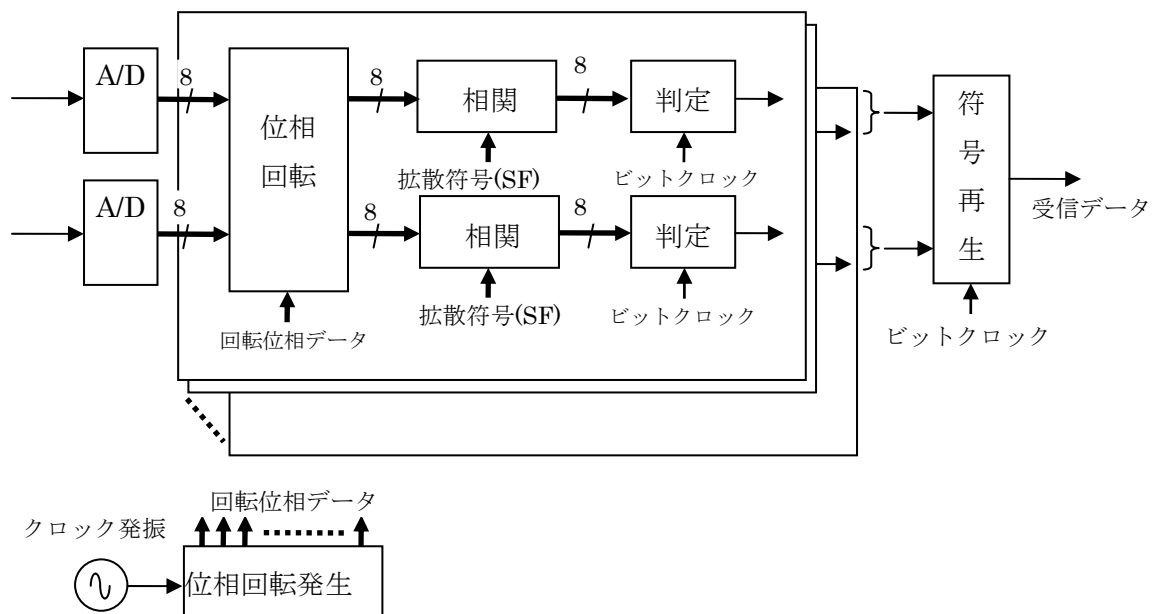 A/D
8
位相
回転
8
相関
8
判定
拡散符号(SF)
ビットクロック
A/D
8
8
相関
8
判定
拡散符号(SF)
ビットクロック
回転位相データ
符号再生
受信データ
ビットクロック
回転位相データ
クロック発振
位相回転発生